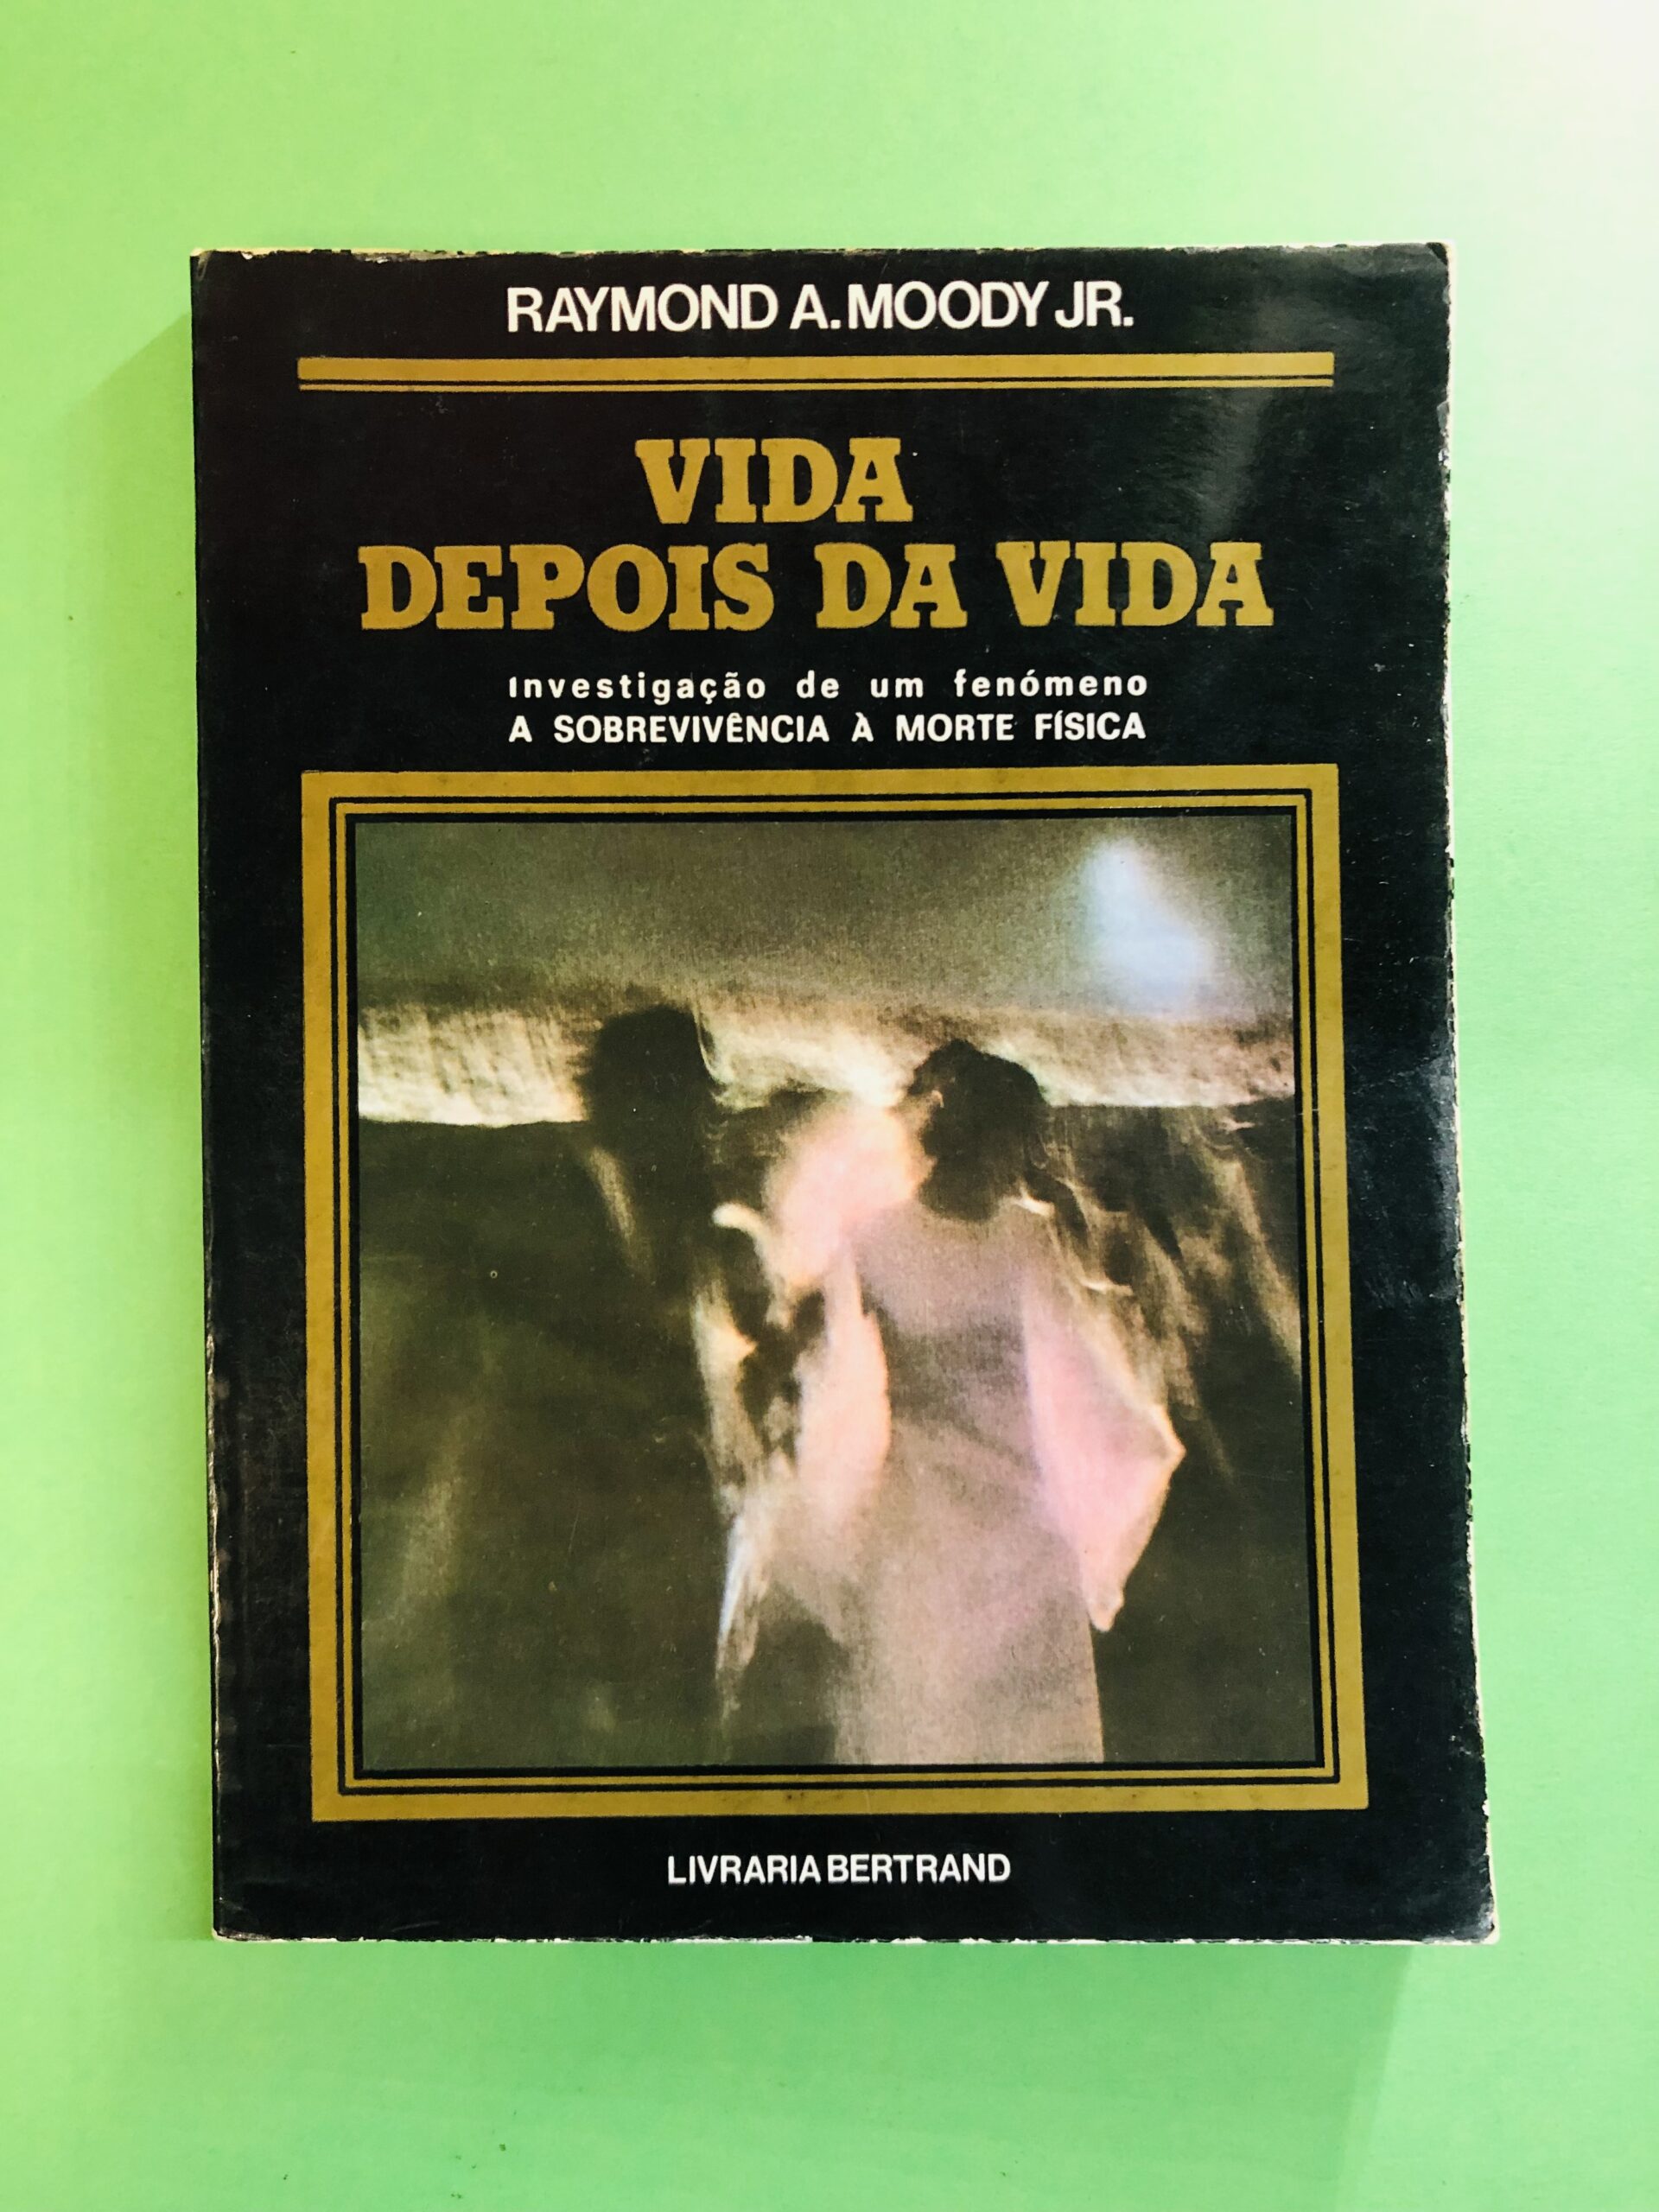 RAYMOND A. MOODY JR.
VIDA
DEPOIS DA VIDA
Investigação de um fenómeno
A SOBREVIVÊNCIA À MORTE FÍSICA
LIVRARIA BERTRAND